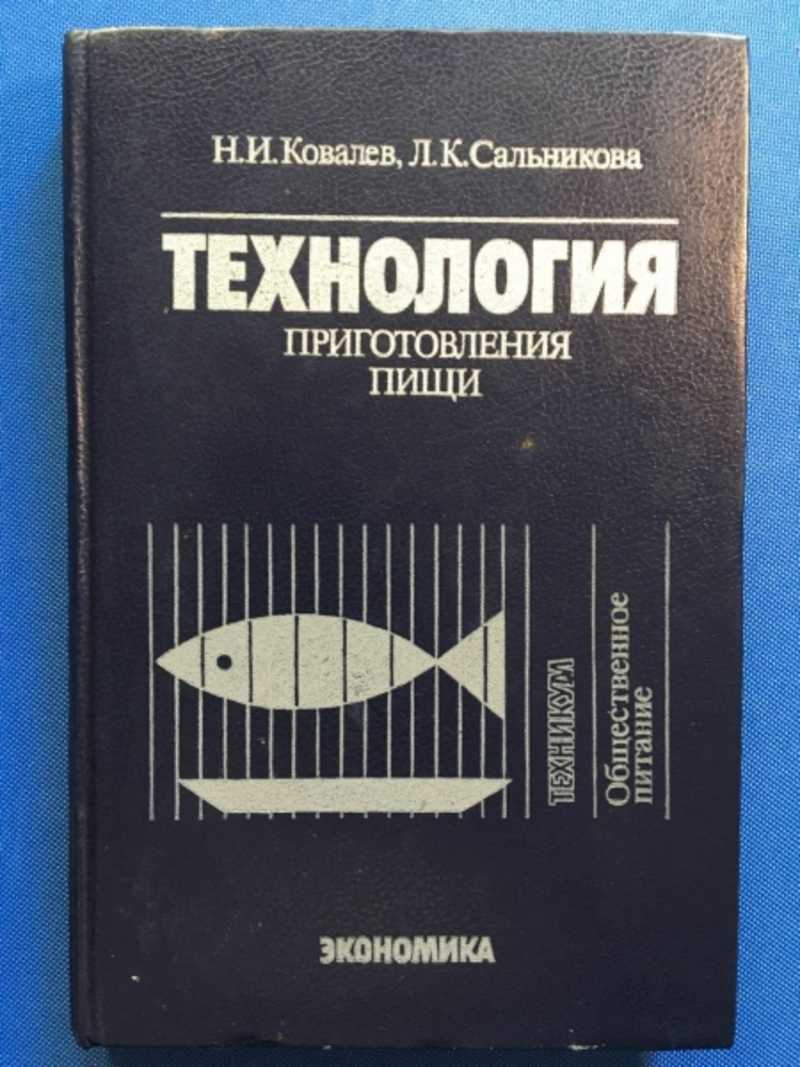 Н.И.Ковалев, Л.К.Сальникова
ТЕХНОЛОГИЯ
ПРИГОТОВЛЕНИЯ
ПИЩИ
ТЕХНИКУМ
Общественное
питание
ЭКОНОМИКА